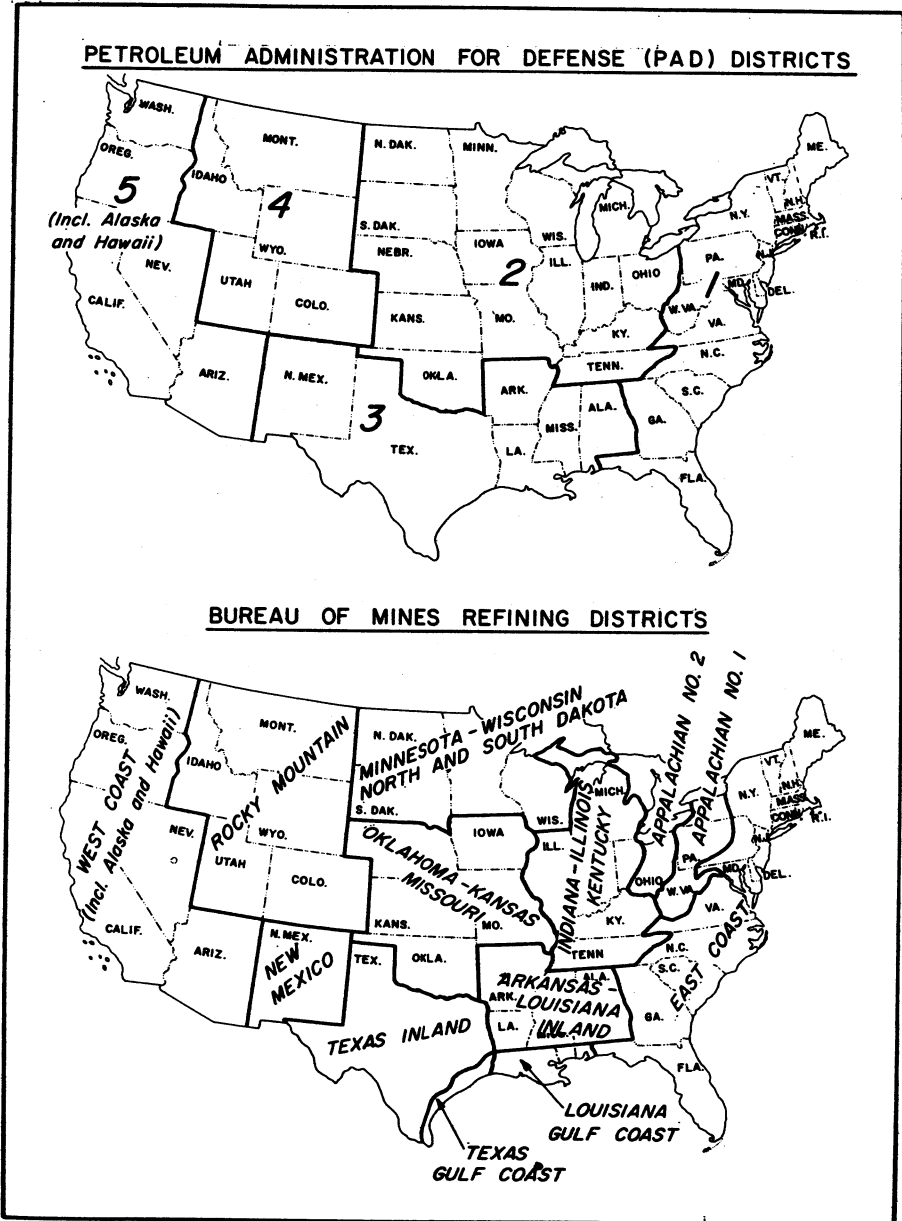 PETROLEUM ADMINISTRATION FOR DEFENSE (PAD) DISTRICTS
WASH.
MONT.
N. DAK.
MINN.
ME.
OREG.
IDAHO
VT.
N.H.
5
4
MICH.
N.Y.
MASS.
CONN.
R.I.
(Incl. Alaska
and Hawaii)
S. DAK.
WIS.
WYO.
NEBR.
IOWA
ILL.
PA.
N.J.
NEV.
UTAH
2
IND.
OHIO
1
MD.
DEL.
CALIF.
COLO.
KANS.
MO.
W.VA.
VA.
KY.
N.C.
TENN.
ARIZ.
N. MEX.
OKLA.
ARK.
S.C.
3
MISS.
ALA.
GA.
TEX.
LA.
FLA.
BUREAU OF MINES REFINING DISTRICTS
WASH.
MONT.
N. DAK.
MINNESOTA-WISCONSIN
NORTH AND SOUTH DAKOTA
APPALACHIAN NO. 2
APPALACHIAN NO. 1
ME.
OREG.
IDAHO
ROCKY MOUNTAIN
VT.
N.H.
WEST COAST
(Incl. Alaska and Hawaii)
S. DAK.
MICH.
N.Y.
MASS.
CONN.
R.I.
NEV.
WYO.
IOWA
WIS.
ILL.
INDIANA-ILLINOIS
KENTUCKY
OKLAHOMA-KANSAS
MISSOURI
UTAH
COLO.
OHIO
PA.
N.J.
MD.
DEL.
W.VA.
VA.
CALIF.
KANS.
MO.
KY.
ARIZ.
N.MEX.
NEW
MEXICO
TEX.
OKLA.
TENN
N.C.
S.C.
EAST COAST
ARK.
ALA.
ARKANSAS-
LOUISIANA
INLAND
LA.
GA.
TEXAS INLAND
FLA.
LOUISIANA
GULF COAST
TEXAS
GULF COAST